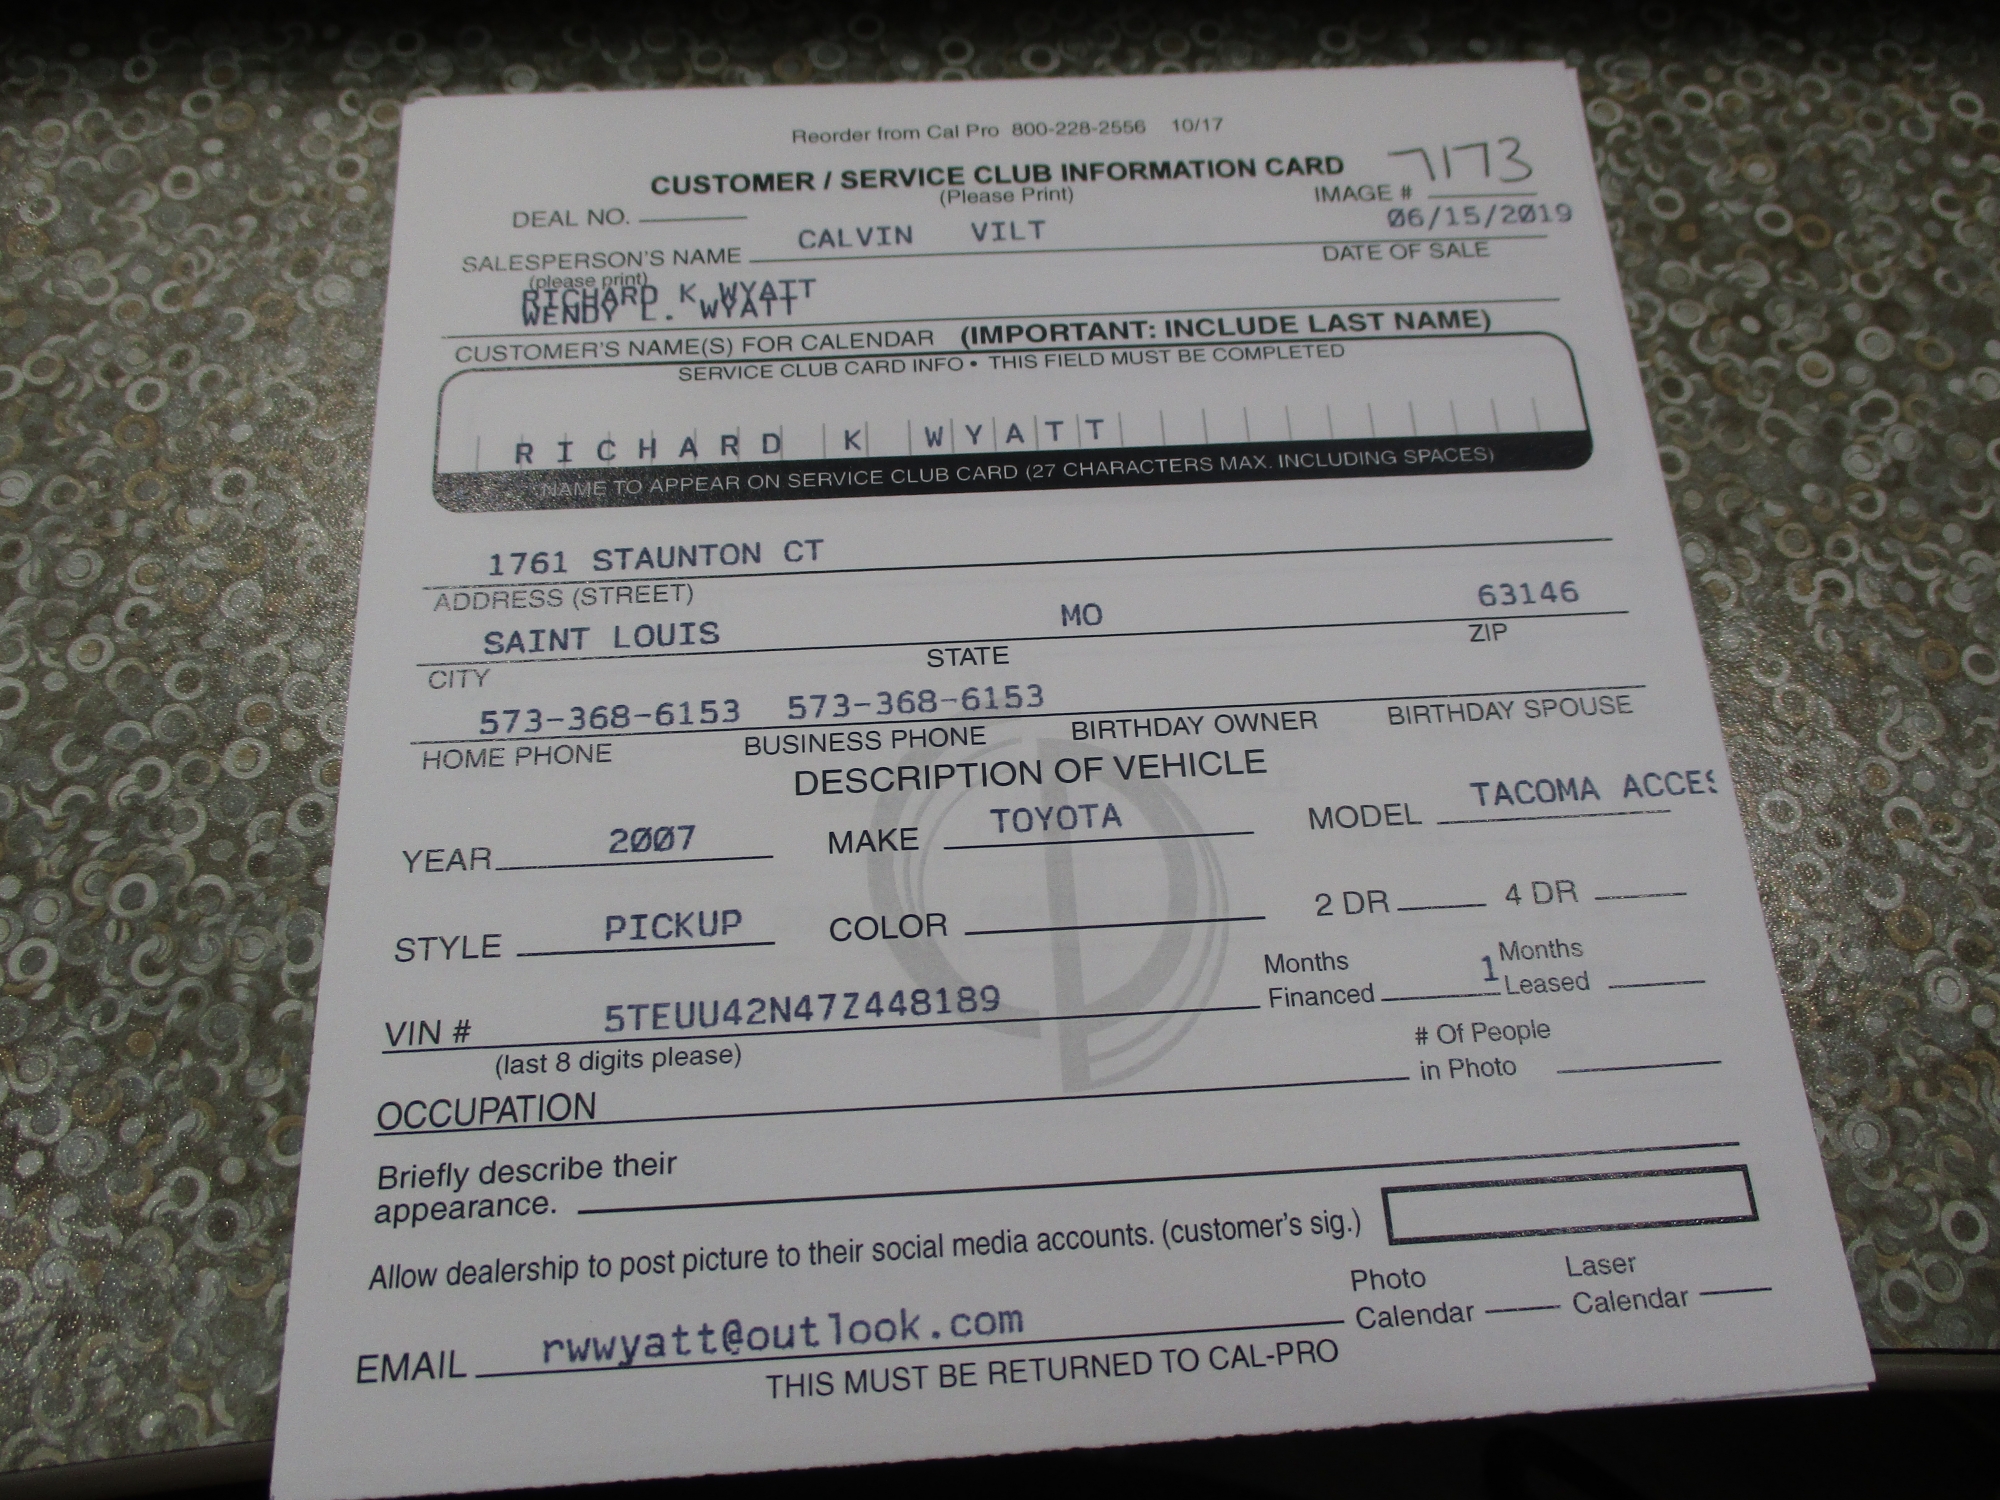 Reorder from Cal Pro 800-228-2556 10/17
CUSTOMER / SERVICE CLUB INFORMATION CARD
(Please Print)
IMAGE # 7173
DEAL NO.
06/15/2019
SALESPERSON'S NAME CALVIN VILT
DATE OF SALE
(please print)
RICHARD K WYATT
WENDY L. WYATT
CUSTOMER'S NAME(S) FOR CALENDAR (IMPORTANT: INCLUDE LAST NAME)
SERVICE CLUB CARD INFO • THIS FIELD MUST BE COMPLETED
RICHARD K WYATT
NAME TO APPEAR ON SERVICE CLUB CARD (27 CHARACTERS MAX. INCLUDING SPACES)
1761 STAUNTON CT
ADDRESS (STREET)
SAINT LOUIS MO 63146
CITY STATE ZIP
573-368-6153 573-368-6153
HOME PHONE BUSINESS PHONE BIRTHDAY OWNER BIRTHDAY SPOUSE
DESCRIPTION OF VEHICLE
YEAR 2007 MAKE TOYOTA MODEL TACOMA ACCES
STYLE PICKUP COLOR 2 DR 4 DR
VIN # 5TEUU42N47Z448189 Months Financed 1 Months Leased
(last 8 digits please)
OCCUPATION # Of People in Photo
Briefly describe their
appearance.
Allow dealership to post picture to their social media accounts. (customer's sig.)
EMAIL rwwyatt@outlook.com Photo Calendar Laser Calendar
THIS MUST BE RETURNED TO CAL-PRO